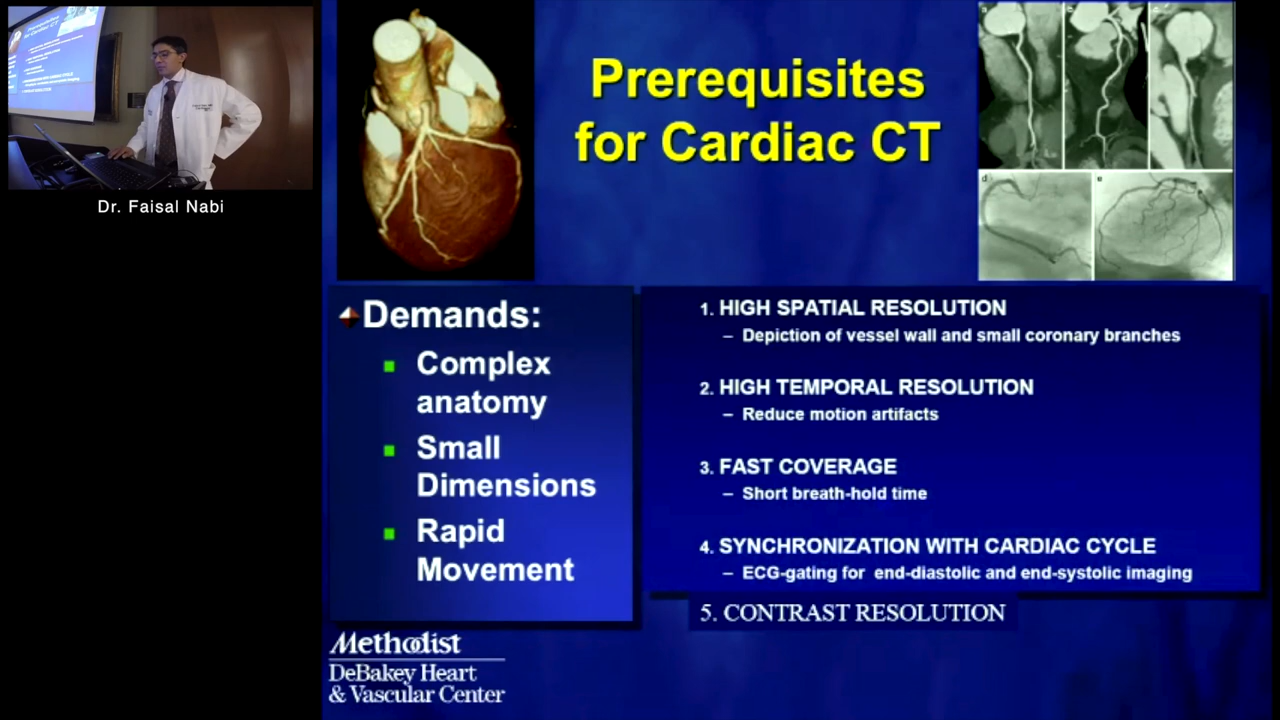 Dr. Faisal Nabi
Prerequisites
for Cardiac CT
Demands:
Complex
anatomy
Small
Dimensions
Rapid
Movement
1. HIGH SPATIAL RESOLUTION
– Depiction of vessel wall and small coronary branches
2. HIGH TEMPORAL RESOLUTION
– Reduce motion artifacts
3. FAST COVERAGE
– Short breath-hold time
4. SYNCHRONIZATION WITH CARDIAC CYCLE
– ECG-gating for end-diastolic and end-systolic imaging
5. CONTRAST RESOLUTION
Methodist
DeBakey Heart
& Vascular Center
a
b
c
d
e